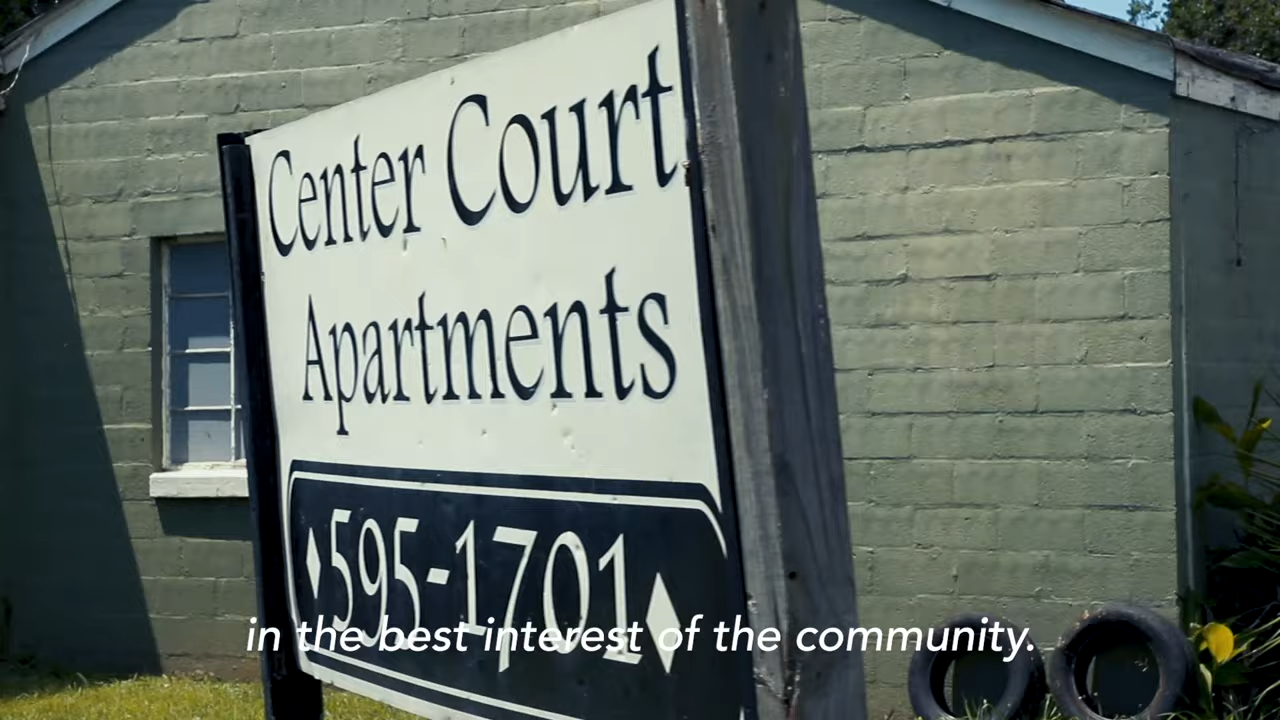 Center Court
Apartments
595-1701
in the best interest of the community.